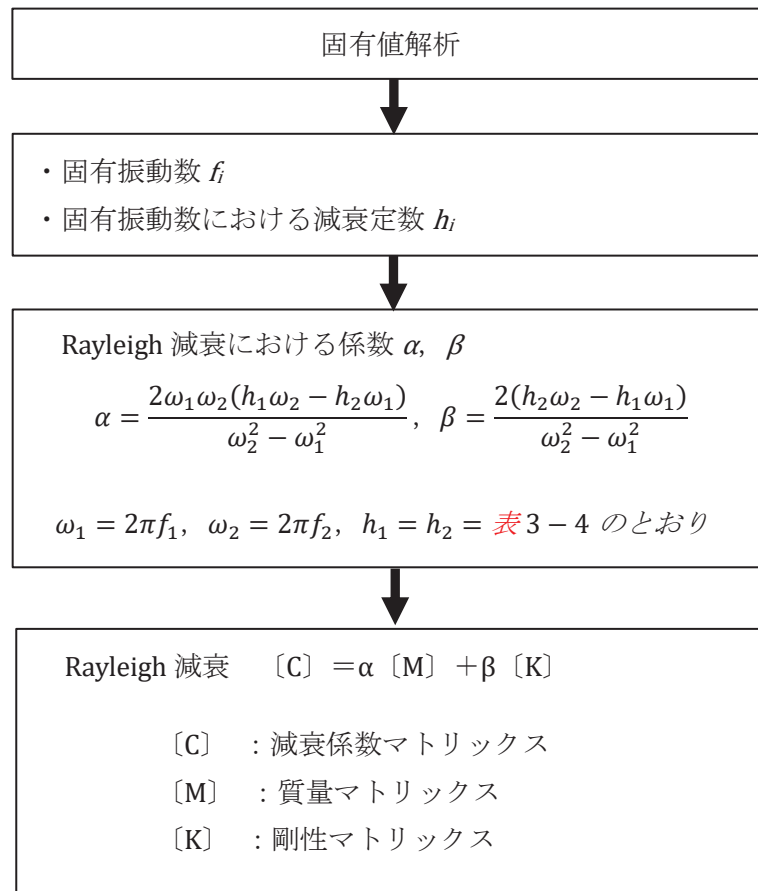 固有値解析
・固有振動数 fᵢ
・固有振動数における減衰定数 hᵢ
Rayleigh 減衰における係数 α, β
α = 2ω₁ω₂(h₁ω₂ − h₂ω₁) / (ω₂² − ω₁²), β = 2(h₂ω₂ − h₁ω₁) / (ω₂² − ω₁²)
ω₁ = 2πf₁, ω₂ = 2πf₂, h₁ = h₂ = 表 3 − 4 のとおり
Rayleigh 減衰 〔C〕＝α〔M〕＋β〔K〕
〔C〕 ：減衰係数マトリックス
〔M〕 ：質量マトリックス
〔K〕 ：剛性マトリックス